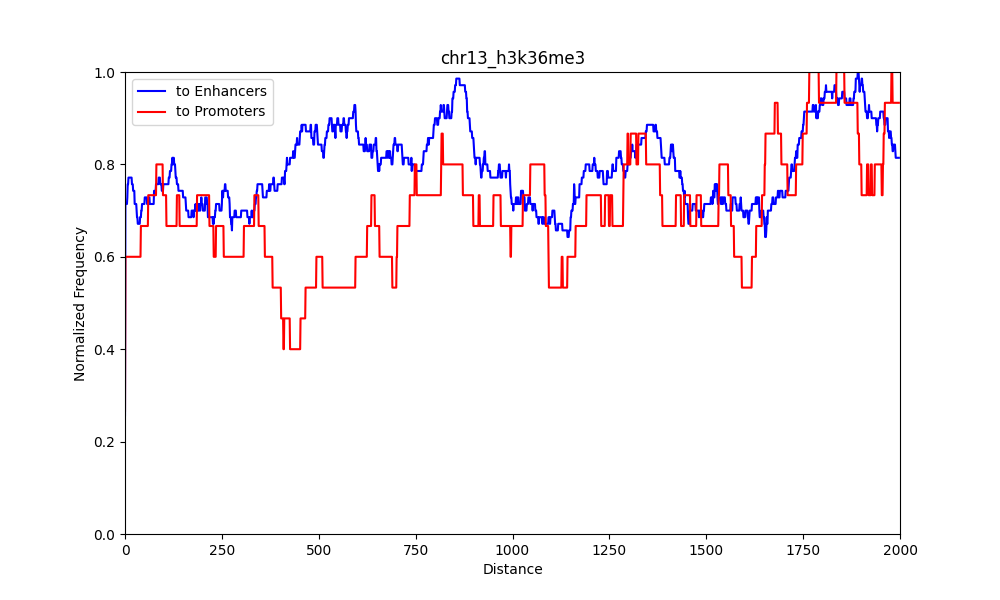 chr13_h3k36me3
to Enhancers
to Promoters
Normalized Frequency
1.0
0.8
0.6
0.4
0.2
0.0
0 250 500 750 1000 1250 1500 1750 2000
Distance